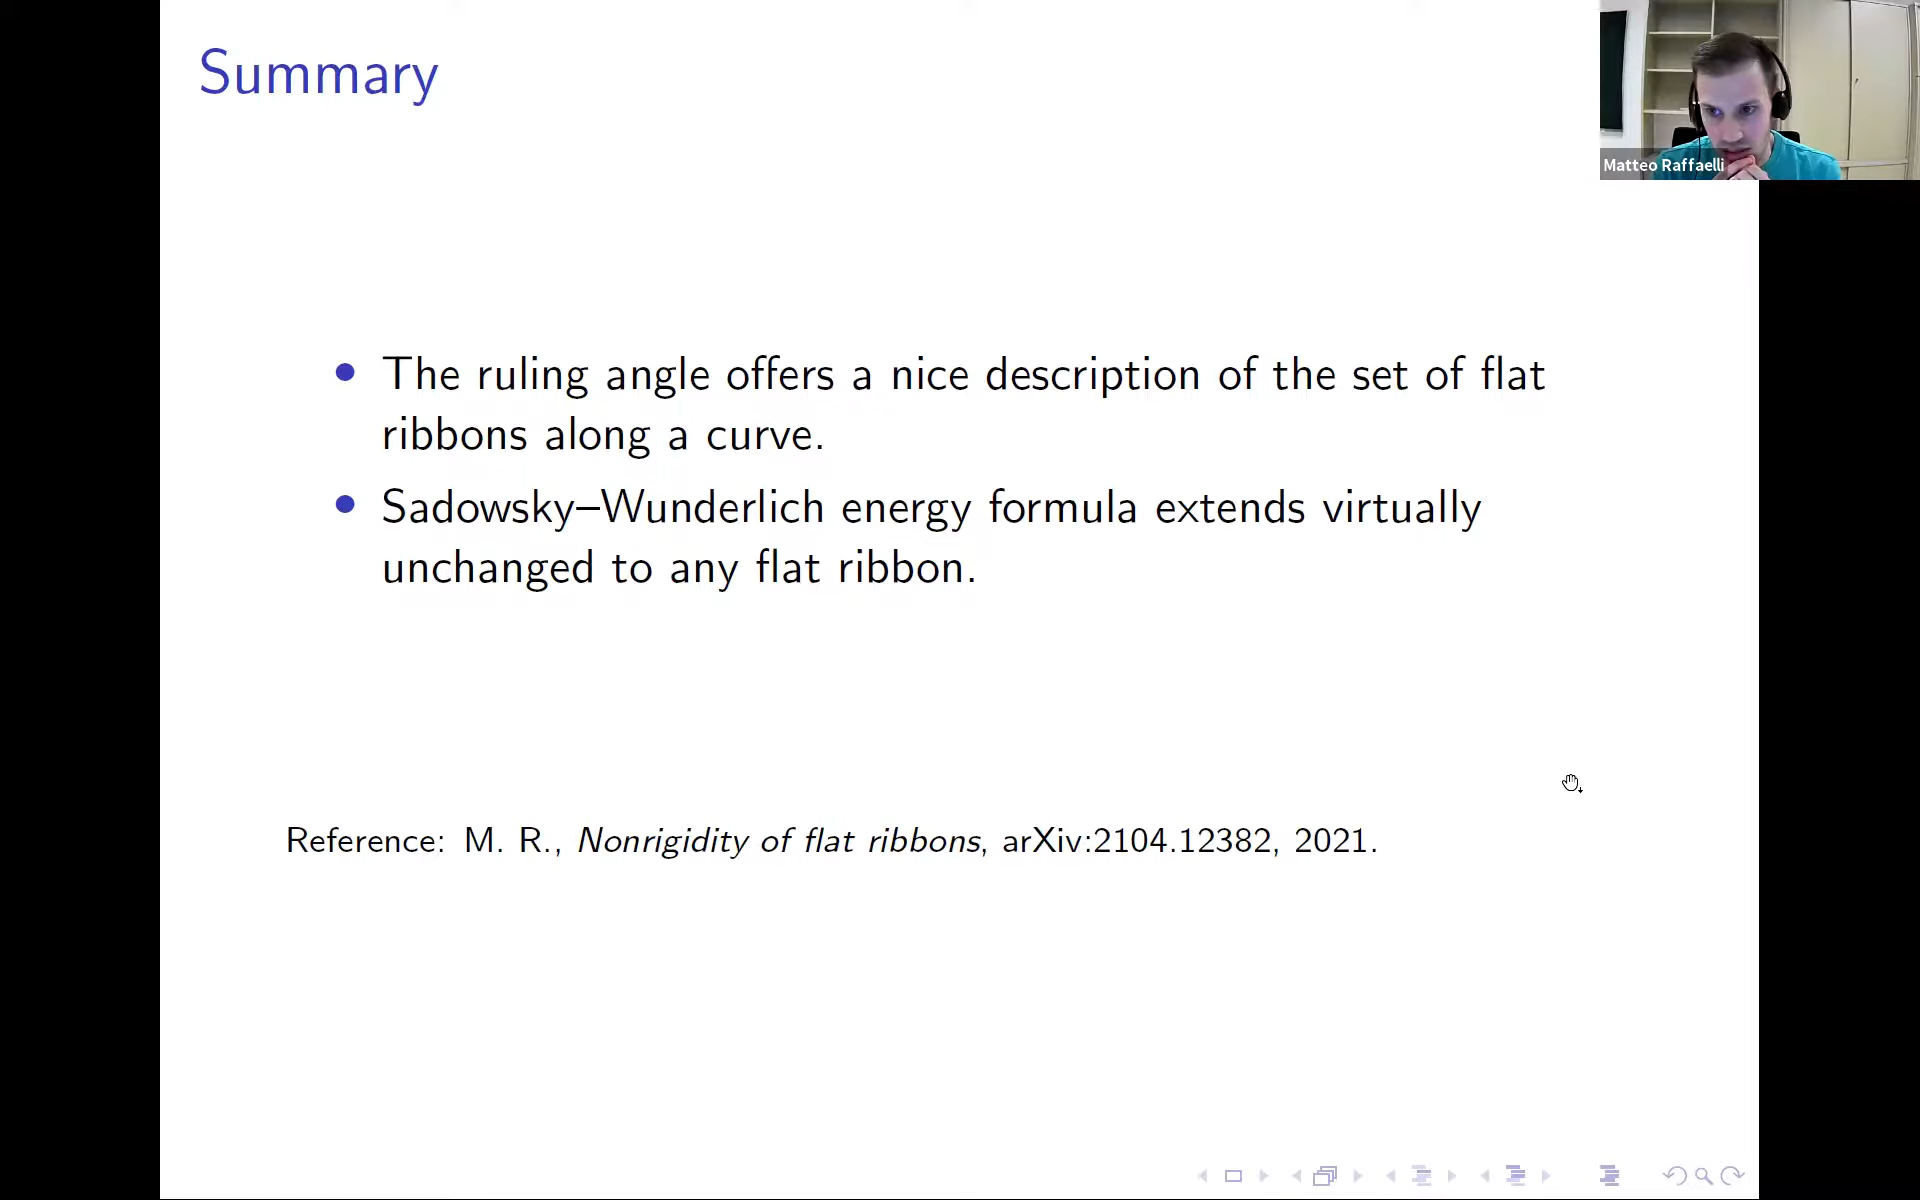 Summary
Matteo Raffaelli
• The ruling angle offers a nice description of the set of flat
ribbons along a curve.
• Sadowsky–Wunderlich energy formula extends virtually
unchanged to any flat ribbon.
Reference: M. R., Nonrigidity of flat ribbons, arXiv:2104.12382, 2021.